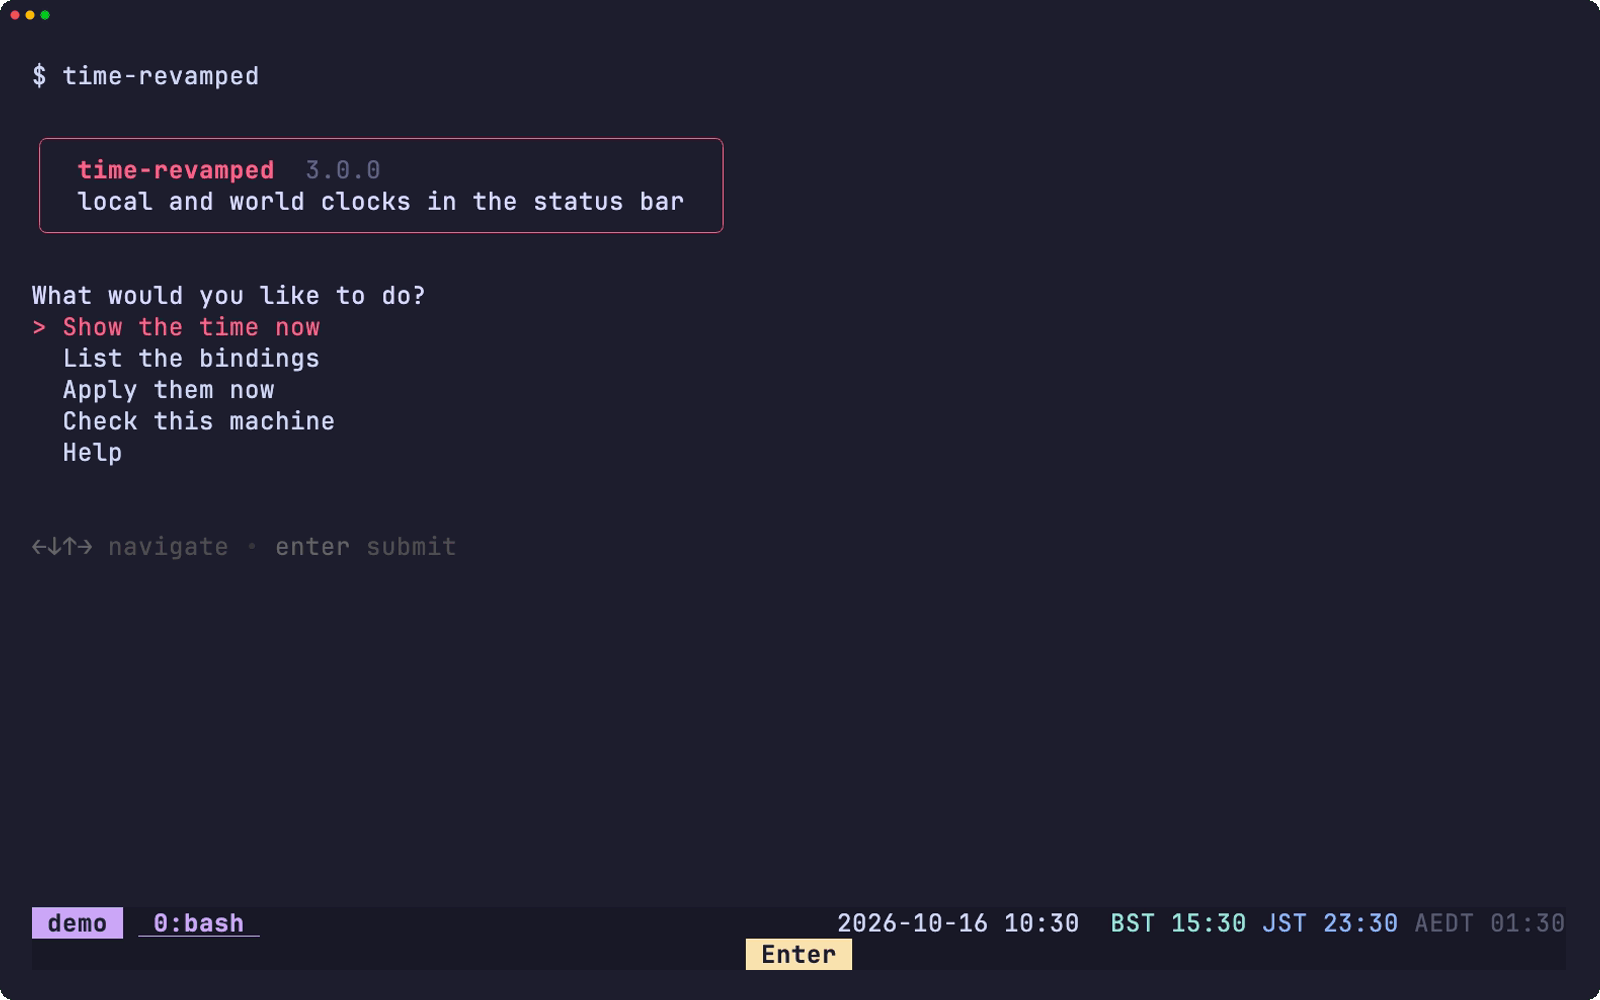 $ time-revamped
time-revamped 3.0.0
local and world clocks in the status bar
What would you like to do?
> Show the time now
List the bindings
Apply them now
Check this machine
Help
←↓↑→ navigate • enter submit
demo 0:bash 2026-10-16 10:30 BST 15:30 JST 23:30 AEDT 01:30
Enter